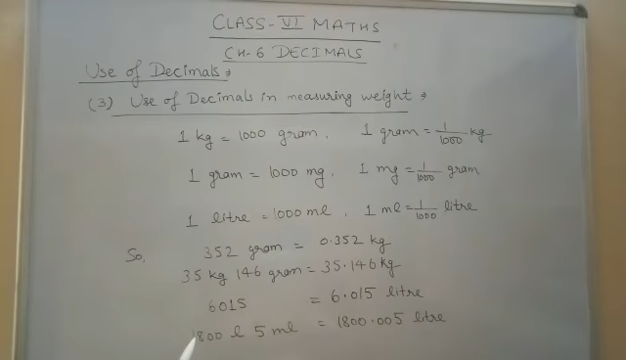 CLASS-VI MATHS
CH-6 DECIMALS
Use of Decimals :
(3) Use of Decimals in measuring weight :
1 kg = 1000 gram. 1 gram = 1/1000 kg
1 gram = 1000 mg. 1 mg = 1/1000 gram
1 litre = 1000 ml. 1 ml = 1/1000 litre
So, 352 gram = 0.352 kg
35 kg 146 gram = 35.146 kg
6015 = 6.015 litre
1800 l 5 ml = 1800.005 litre